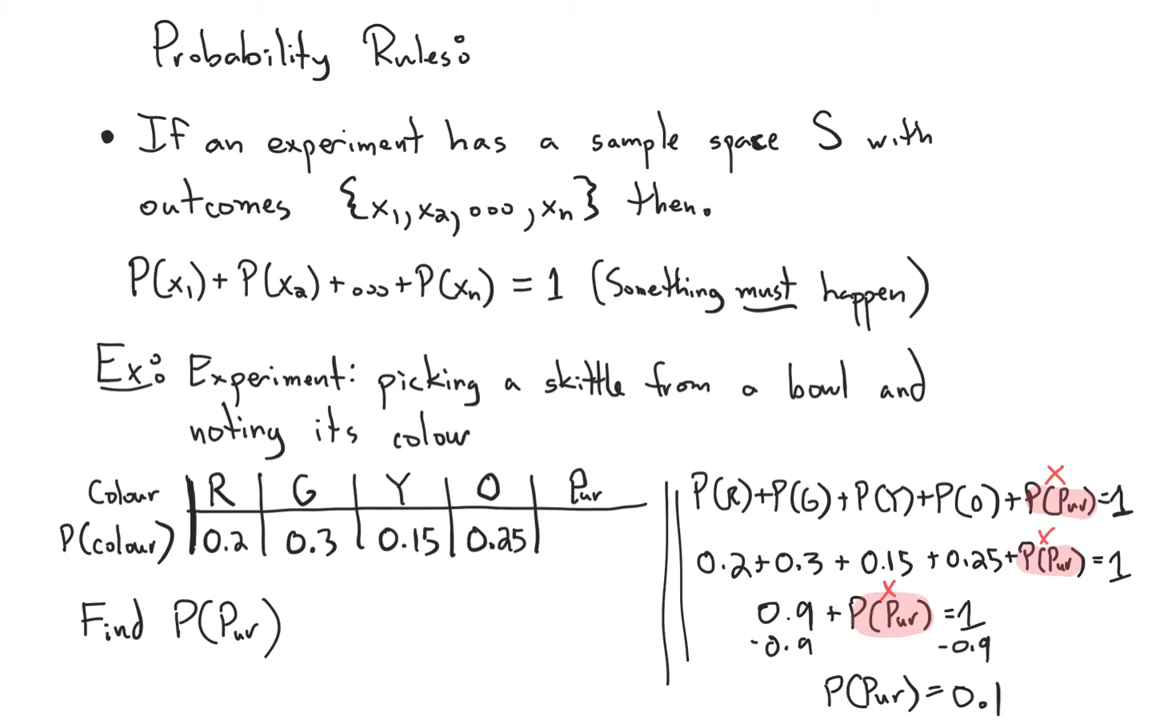 Probability Rules:
• If an experiment has a sample space S with
outcomes {x₁, x₂, ..., xₙ} then.
P(x₁) + P(x₂) + ... + P(xₙ) = 1 (Something must happen)
Ex: Experiment: picking a skittle from a bowl and
noting its colour
Colour R G Y O Pur
P(colour) 0.2 0.3 0.15 0.25
Find P(Pur)
P(R)+P(G)+P(Y)+P(O)+P(Pur)=1
x
0.2+0.3+0.15+0.25+P(Pur)=1
x
0.9+P(Pur)=1
x
-0.9 -0.9
P(Pur)=0.1